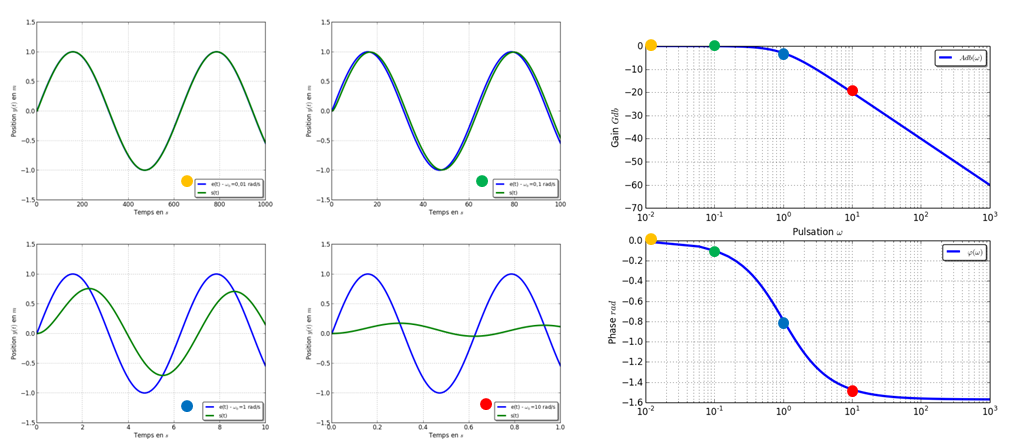 1.5
1.0
0.5
0.0
−0.5
−1.0
−1.5
Position y(t) en m
0 200 400 600 800 1000
Temps en s
e(t) - ω₀=0,01 rad/s
s(t)
1.5
1.0
0.5
0.0
−0.5
−1.0
−1.5
Position y(t) en m
0 20 40 60 80 100
Temps en s
e(t) - ω₀=0,1 rad/s
s(t)
1.5
1.0
0.5
0.0
−0.5
−1.0
−1.5
Position y(t) en m
0 2 4 6 8 10
Temps en s
e(t) - ω₀=1 rad/s
s(t)
1.5
1.0
0.5
0.0
−0.5
−1.0
−1.5
Position y(t) en m
0.0 0.2 0.4 0.6 0.8 1.0
Temps en s
e(t) - ω₀=10 rad/s
s(t)
0
−10
−20
−30
−40
−50
−60
−70
Gain Gdb
Adb(ω)
10⁻² 10⁻¹ 10⁰ 10¹ 10² 10³
Pulsation ω
0.0
−0.2
−0.4
−0.6
−0.8
−1.0
−1.2
−1.4
−1.6
Phase rad
φ(ω)
10⁻² 10⁻¹ 10⁰ 10¹ 10² 10³